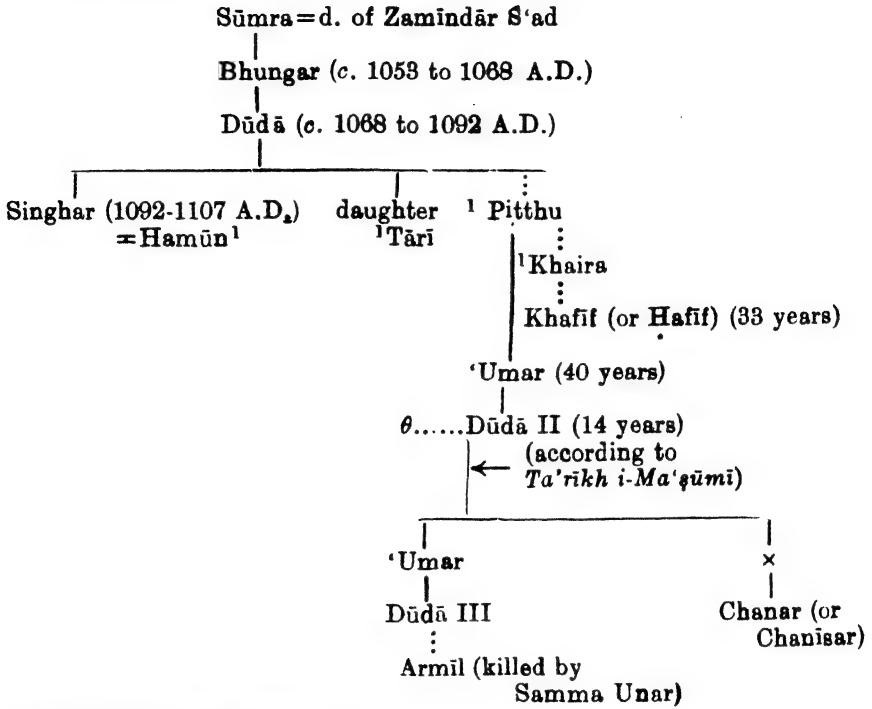 Sūmra=d. of Zamīndār S‘ad
Bhungar (c. 1053 to 1068 A.D.)
Dūdā (c. 1068 to 1092 A.D.)
Singhar (1092-1107 A.D.) daughter ¹ Pitthu
=Hamūn¹ ¹Tārī
¹Khaira
Khafīf (or Ḥafīf) (33 years)
‘Umar (40 years)
θ......Dūdā II (14 years)
(according to
Ta’rīkh i-Ma‘ṣūmī)
‘Umar ×
Dūdā III Chanar (or
Chanīsar)
Armīl (killed by
Samma Unar)